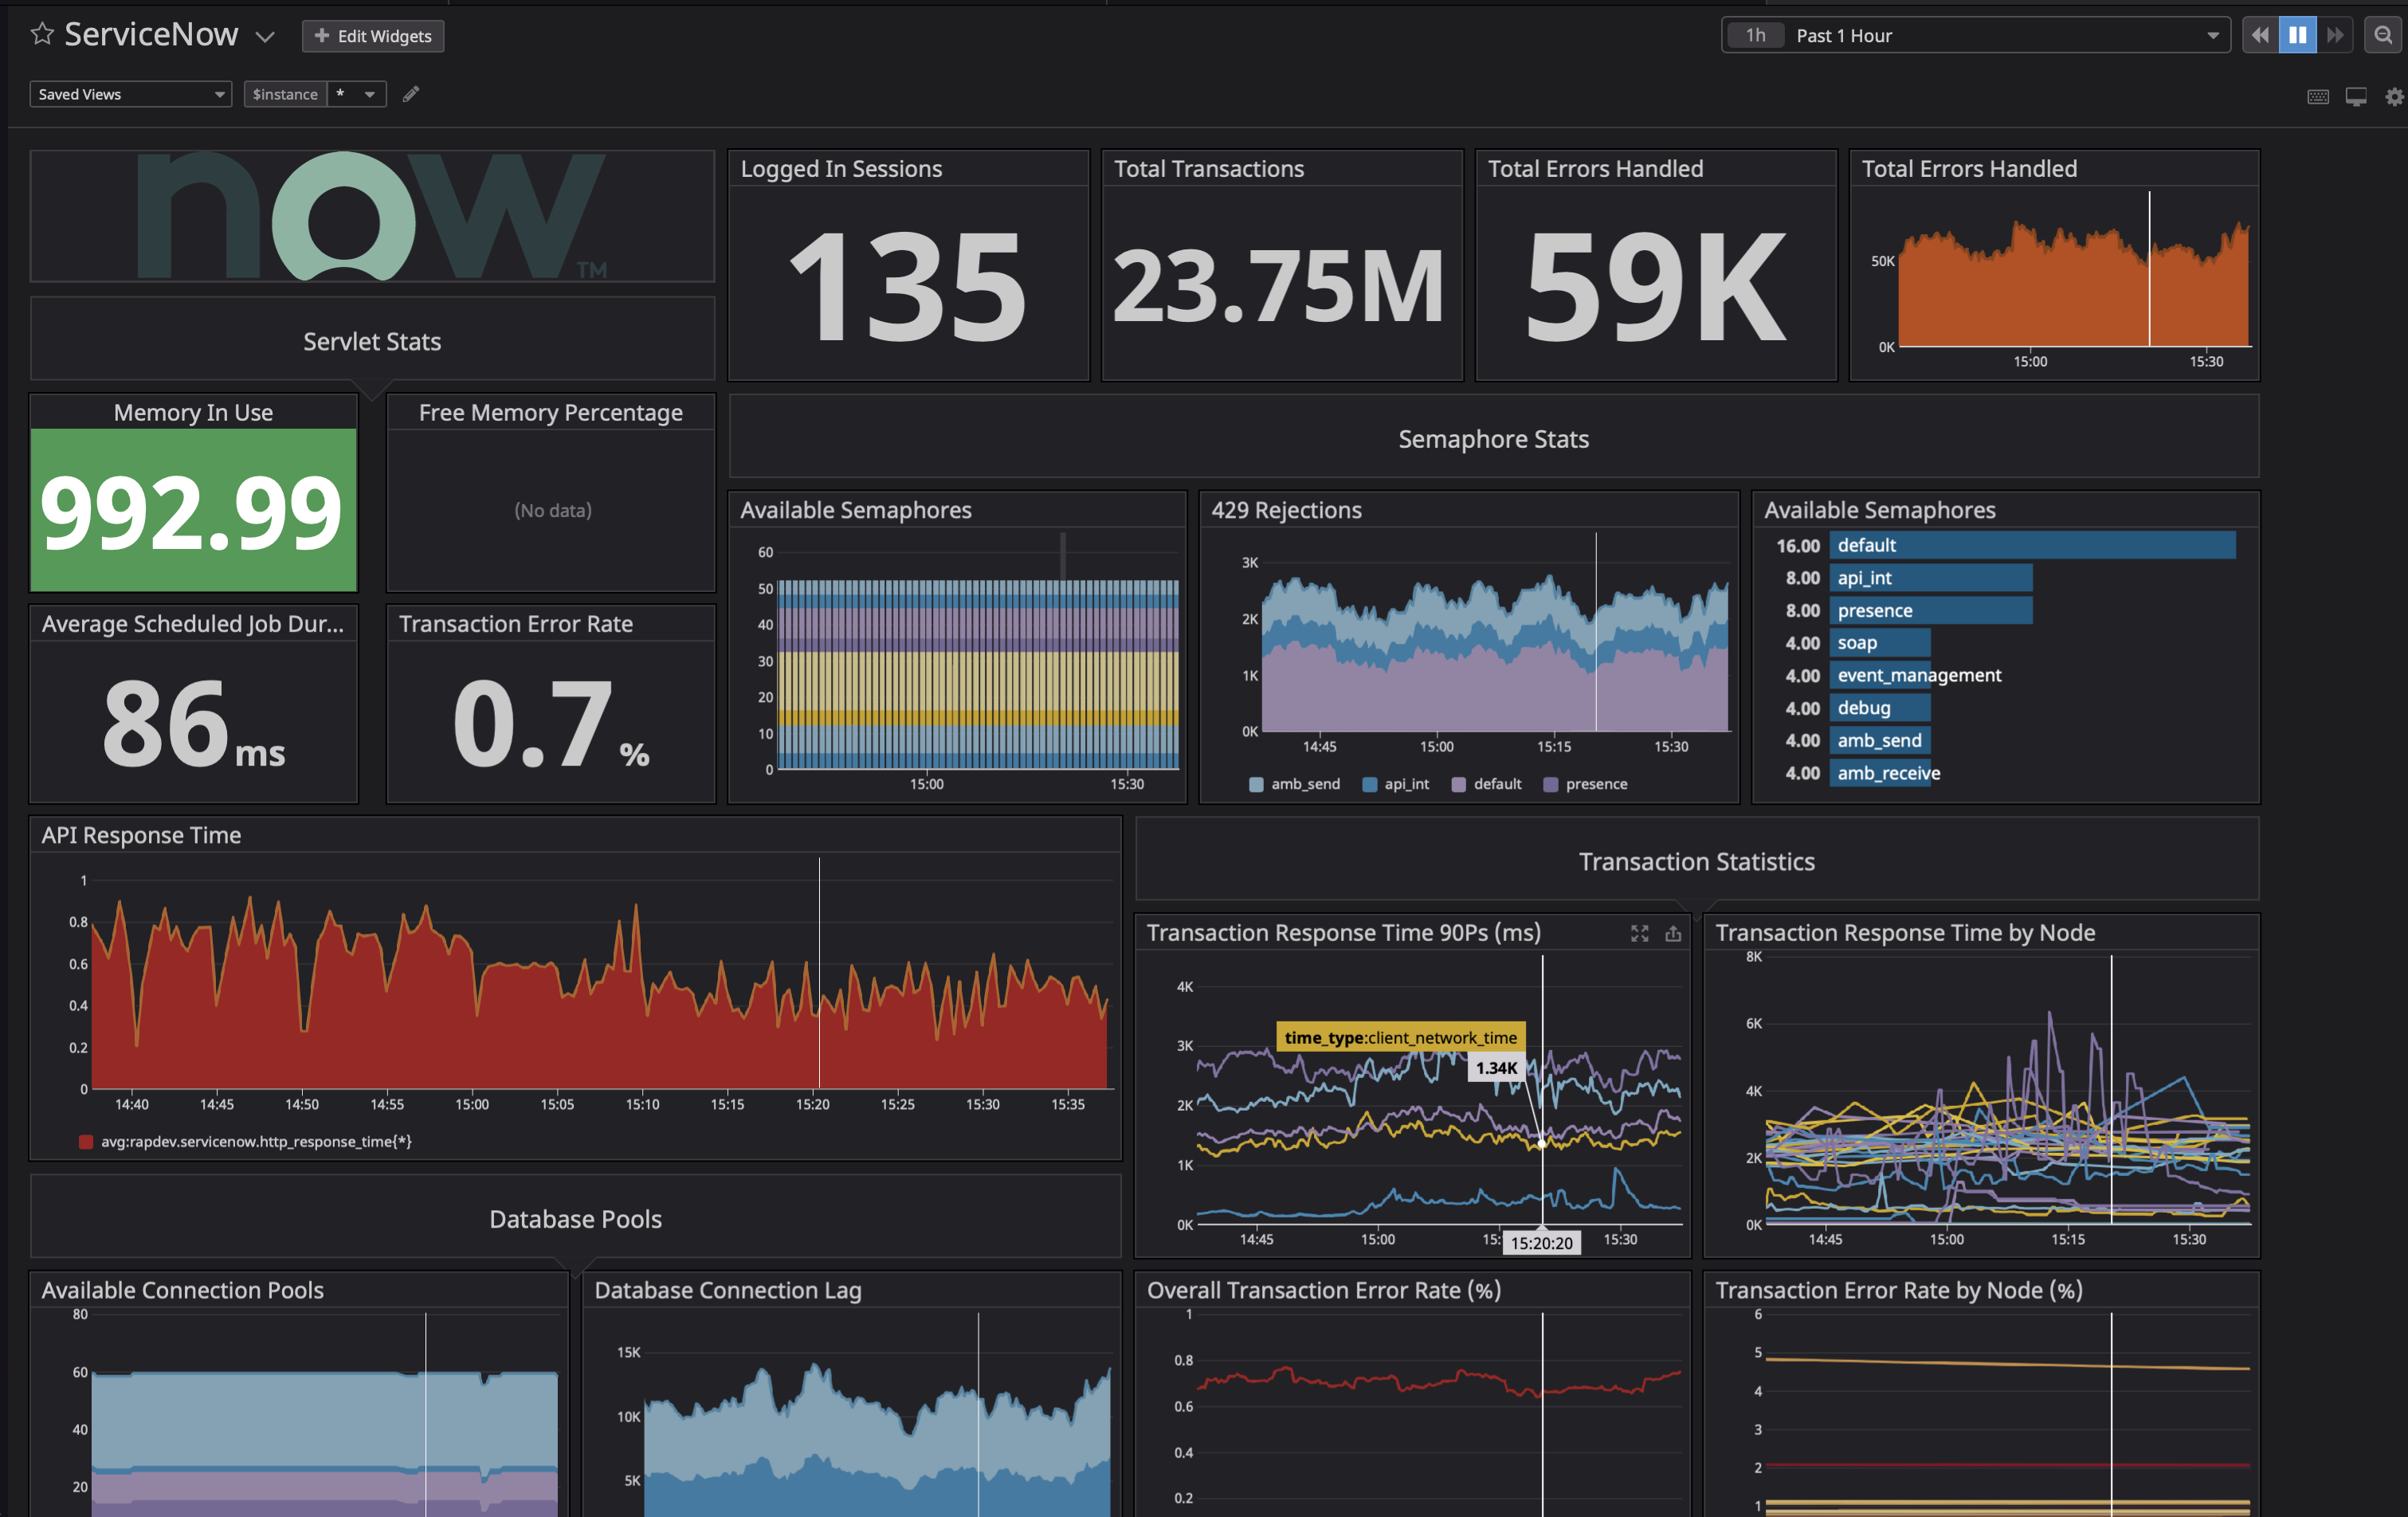 ServiceNow
Edit Widgets
1h Past 1 Hour
Saved Views
$instance *
now TM
Logged In Sessions
135
Total Transactions
23.75M
Total Errors Handled
59K
Total Errors Handled
50K
0K
15:00 15:30
Servlet Stats
Memory In Use
992.99
Free Memory Percentage
(No data)
Semaphore Stats
Average Scheduled Job Dur...
86 ms
Transaction Error Rate
0.7 %
Available Semaphores
60
50
40
30
20
10
0
15:00 15:30
429 Rejections
3K
2K
1K
0K
14:45 15:00 15:15 15:30
amb_send api_int default presence
Available Semaphores
16.00 default
8.00 api_int
8.00 presence
4.00 soap
4.00 event_management
4.00 debug
4.00 amb_send
4.00 amb_receive
API Response Time
1
0.8
0.6
0.4
0.2
0
14:40 14:45 14:50 14:55 15:00 15:05 15:10 15:15 15:20 15:25 15:30 15:35
avg:rapdev.servicenow.http_response_time{*}
Transaction Statistics
Transaction Response Time 90Ps (ms)
4K
3K
2K
1K
0K
time_type:client_network_time
1.34K
14:45 15:00 15: 15:20:20 15:30
Transaction Response Time by Node
8K
6K
4K
2K
0K
14:45 15:00 15:15 15:30
Database Pools
Available Connection Pools
80
60
40
20
Database Connection Lag
15K
10K
5K
Overall Transaction Error Rate (%)
1
0.8
0.6
0.4
0.2
Transaction Error Rate by Node (%)
6
5
4
3
2
1